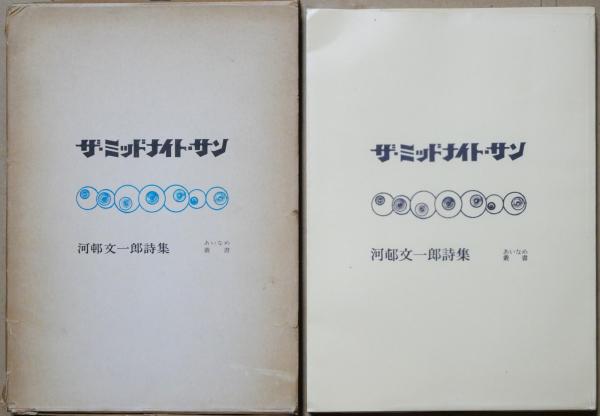 ザ・ミッドナイト・サン
河邨文一郎詩集
あいなめ
叢書
ザ・ミッドナイト・サン
河邨文一郎詩集
あいなめ
叢書